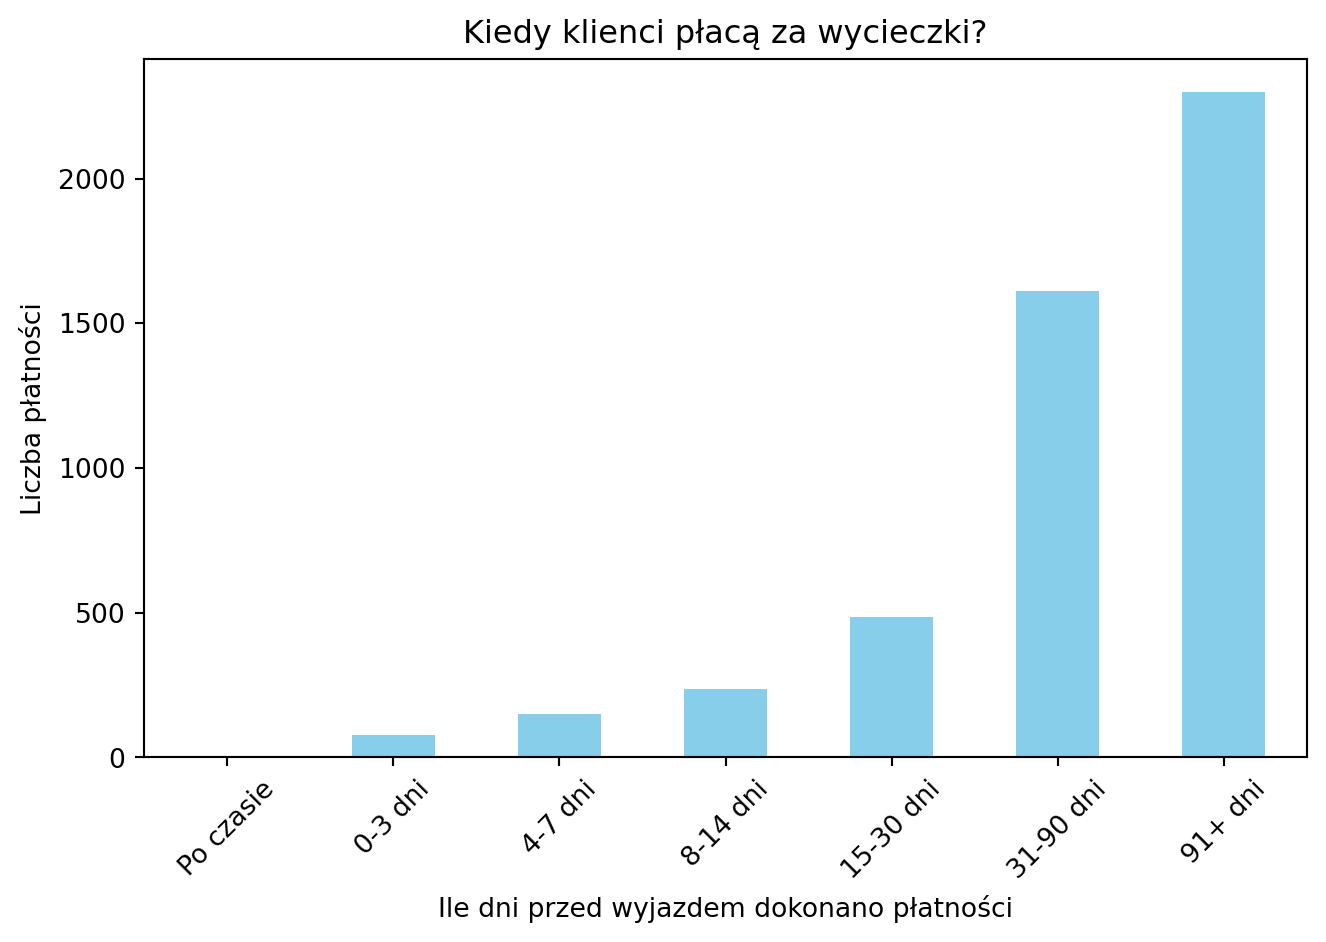 Kiedy klienci płacą za wycieczki?
Liczba płatności
2000
1500
1000
500
0
Po czasie
0-3 dni
4-7 dni
8-14 dni
15-30 dni
31-90 dni
91+ dni
Ile dni przed wyjazdem dokonano płatności